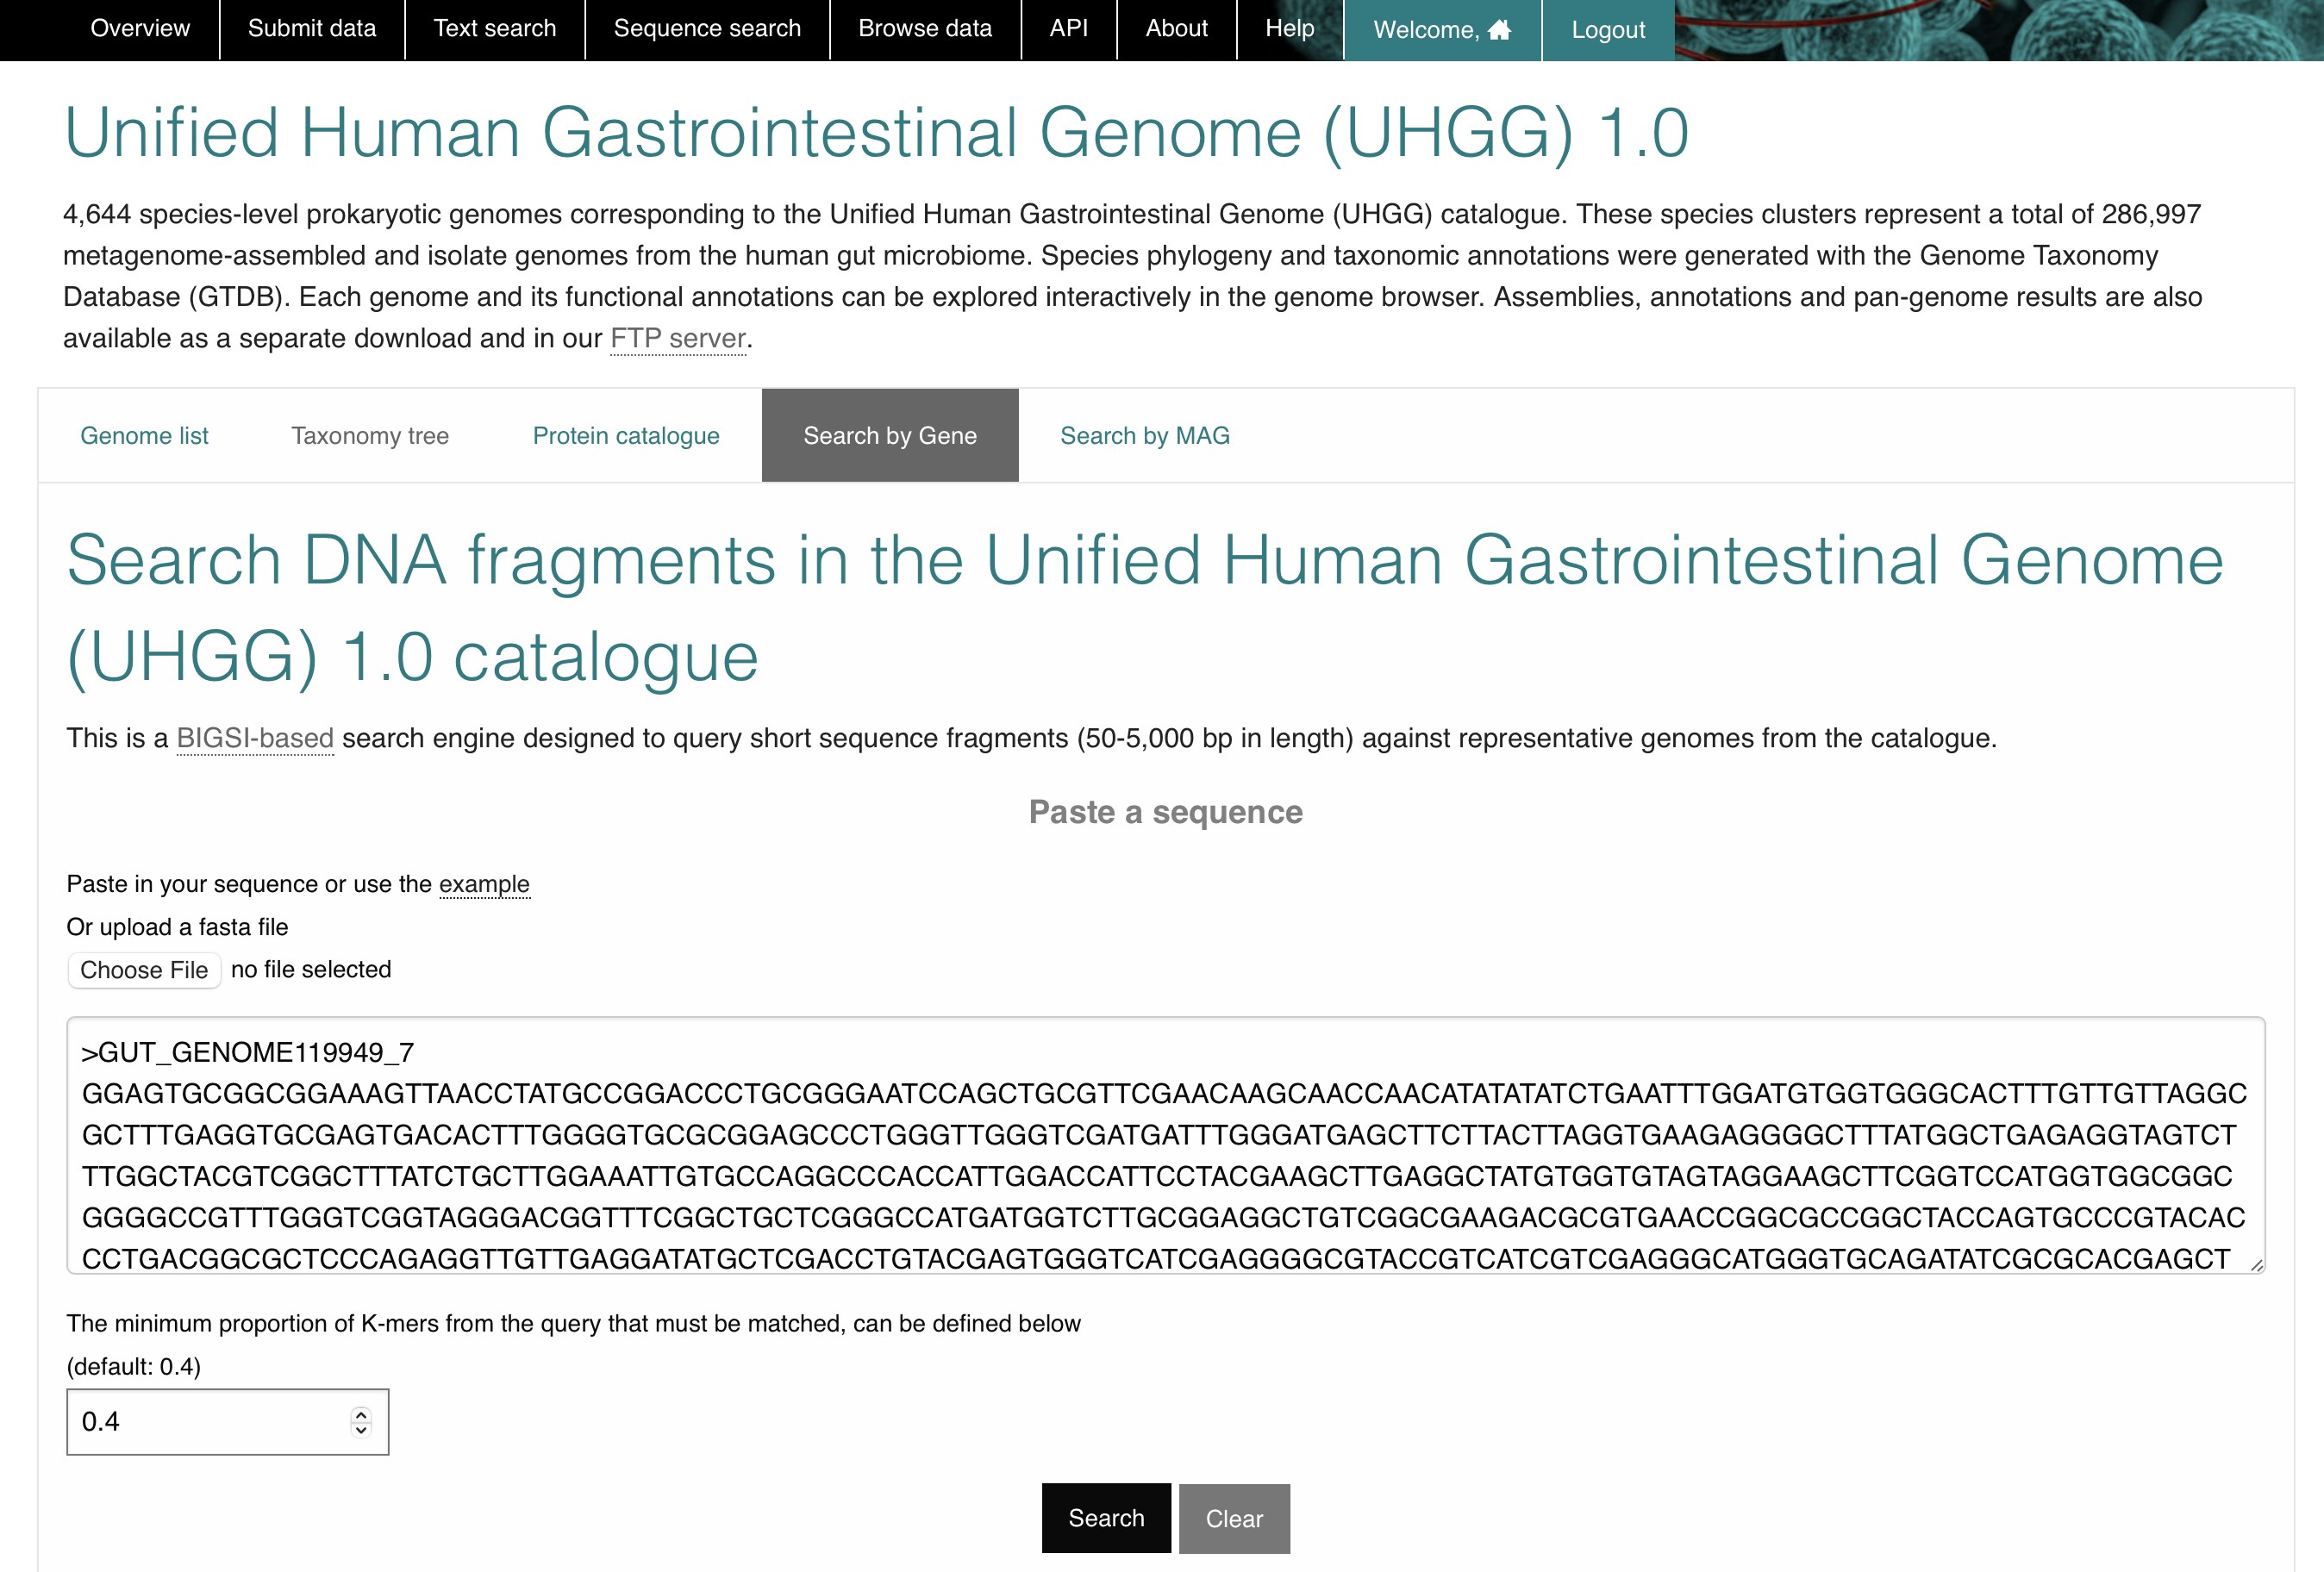 Overview Submit data Text search Sequence search Browse data API About Help Welcome, Logout
Unified Human Gastrointestinal Genome (UHGG) 1.0
4,644 species-level prokaryotic genomes corresponding to the Unified Human Gastrointestinal Genome (UHGG) catalogue. These species clusters represent a total of 286,997
metagenome-assembled and isolate genomes from the human gut microbiome. Species phylogeny and taxonomic annotations were generated with the Genome Taxonomy
Database (GTDB). Each genome and its functional annotations can be explored interactively in the genome browser. Assemblies, annotations and pan-genome results are also
available as a separate download and in our FTP server.
Genome list Taxonomy tree Protein catalogue Search by Gene Search by MAG
Search DNA fragments in the Unified Human Gastrointestinal Genome
(UHGG) 1.0 catalogue
This is a BIGSI-based search engine designed to query short sequence fragments (50-5,000 bp in length) against representative genomes from the catalogue.
Paste a sequence
Paste in your sequence or use the example
Or upload a fasta file
Choose File no file selected
>GUT_GENOME119949_7
GGAGTGCGGCGGAAAGTTAACCTATGCCGGACCCTGCGGGAATCCAGCTGCGTTCGAACAAGCAACCAACATATATATCTGAATTTGGATGTGGTGGGCACTTTGTTGTTAGGC
GCTTTGAGGTGCGAGTGACACTTTGGGGTGCGCGGAGCCCTGGGTTGGGTCGATGATTTGGGATGAGCTTCTTACTTAGGTGAAGAGGGGCTTTATGGCTGAGAGGTAGTCT
TTGGCTACGTCGGCTTTATCTGCTTGGAAATTGTGCCAGGCCCACCATTGGACCATTCCTACGAAGCTTGAGGCTATGTGGTGTAGTAGGAAGCTTCGGTCCATGGTGGCGGC
GGGGCCGTTTGGGTCGGTAGGGACGGTTTCGGCTGCTCGGGCCATGATGGTCTTGCGGAGGCTGTCGGCGAAGACGCGTGAACCGGCGCCGGCTACCAGTGCCCGTACAC
CCTGACGGCGCTCCCAGAGGTTGTTGAGGATATGCTCGACCTGTACGAGTGGGTCATCGAGGGGCGTACCGTCATCGTCGAGGGCATGGGTGCAGATATCGCGCACGAGCT
The minimum proportion of K-mers from the query that must be matched, can be defined below
(default: 0.4)
0.4
Search Clear